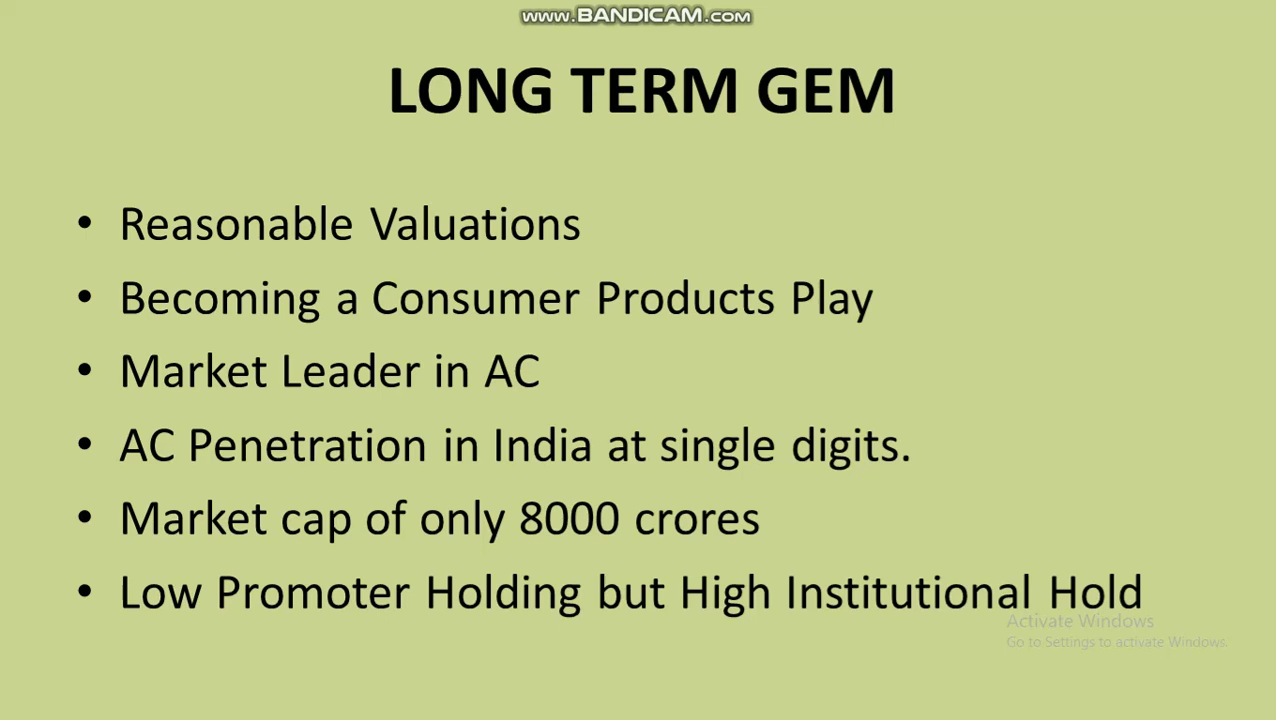 www.BANDICAM.com
LONG TERM GEM
• Reasonable Valuations
• Becoming a Consumer Products Play
• Market Leader in AC
• AC Penetration in India at single digits.
• Market cap of only 8000 crores
• Low Promoter Holding but High Institutional Hold
Activate Windows
Go to Settings to activate Windows.